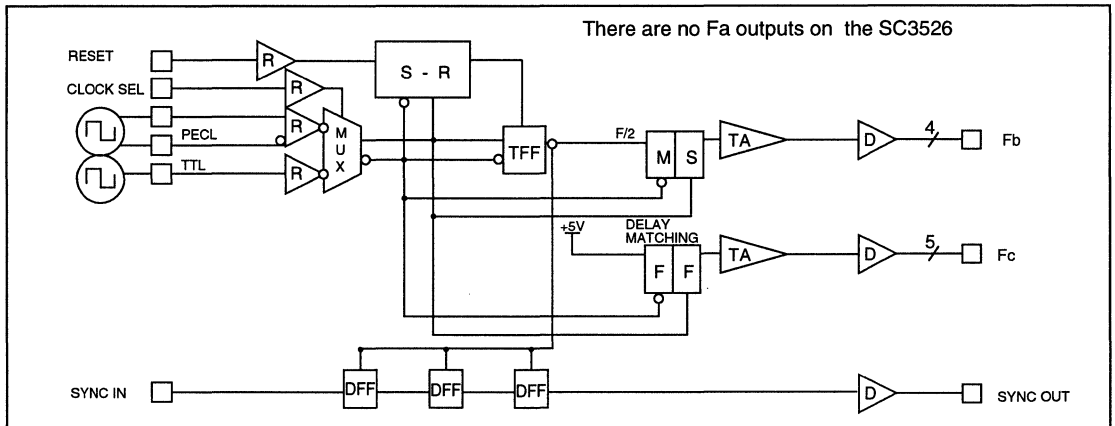 There are no Fa outputs on the SC3526
RESET
R
S - R
CLOCK SEL
R
PECL
R
MUX
TTL
R
TFF
F/2
M S
TA
D
4
Fb
+5V
DELAY
MATCHING
F F
TA
D
5
Fc
SYNC IN
DFF
DFF
DFF
D
SYNC OUT